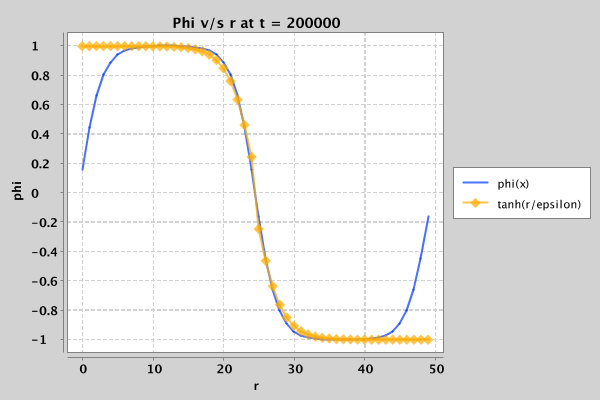 Phi v/s r at t = 200000
1
0.8
0.6
0.4
0.2
0
-0.2
-0.4
-0.6
-0.8
-1
phi
0 10 20 30 40 50
r
phi(x)
tanh(r/epsilon)